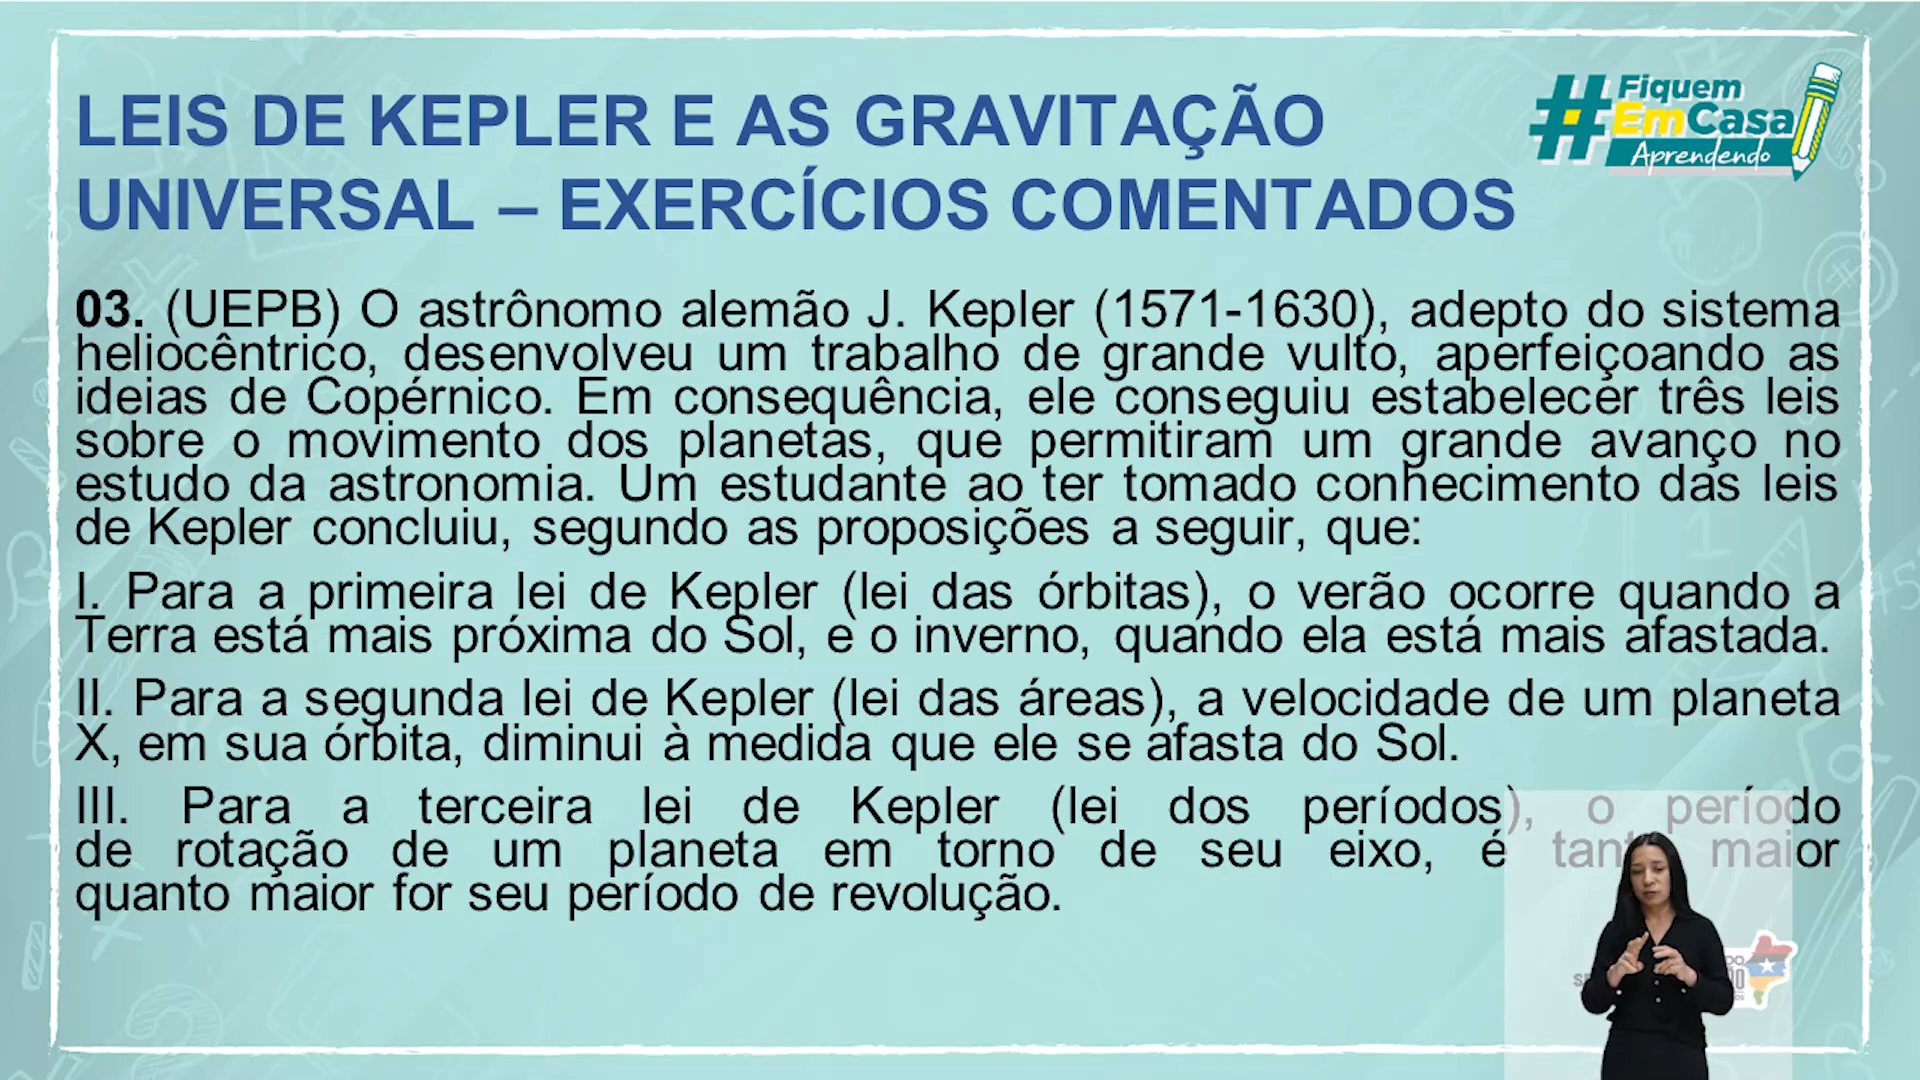 LEIS DE KEPLER E AS GRAVITAÇÃO
UNIVERSAL – EXERCÍCIOS COMENTADOS
#Fiquem
EmCasa
Aprendendo
03. (UEPB) O astrônomo alemão J. Kepler (1571-1630), adepto do sistema
heliocêntrico, desenvolveu um trabalho de grande vulto, aperfeiçoando as
ideias de Copérnico. Em consequência, ele conseguiu estabelecer três leis
sobre o movimento dos planetas, que permitiram um grande avanço no
estudo da astronomia. Um estudante ao ter tomado conhecimento das leis
de Kepler concluiu, segundo as proposições a seguir, que:
I. Para a primeira lei de Kepler (lei das órbitas), o verão ocorre quando a
Terra está mais próxima do Sol, e o inverno, quando ela está mais afastada.
II. Para a segunda lei de Kepler (lei das áreas), a velocidade de um planeta
X, em sua órbita, diminui à medida que ele se afasta do Sol.
III. Para a terceira lei de Kepler (lei dos períodos), o período
de rotação de um planeta em torno de seu eixo, é maior
quanto maior for seu período de revolução.